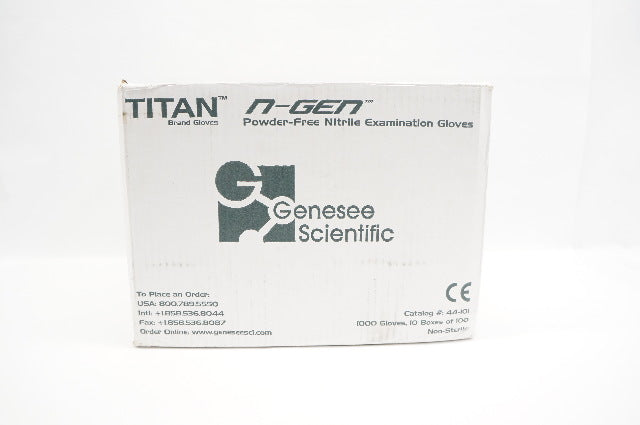 TITAN™
Brand Gloves
n-GEN™
Powder-Free Nitrile Examination Gloves
G
Genesee
Scientific
To Place an Order:
USA: 800.789.5550
Intl: +1.858.536.8044
Fax: +1.858.536.8087
Order Online: www.geneseesci.com
CE
Catalog #: 44-101
1000 Gloves, 10 Boxes of 100
Non-Sterile